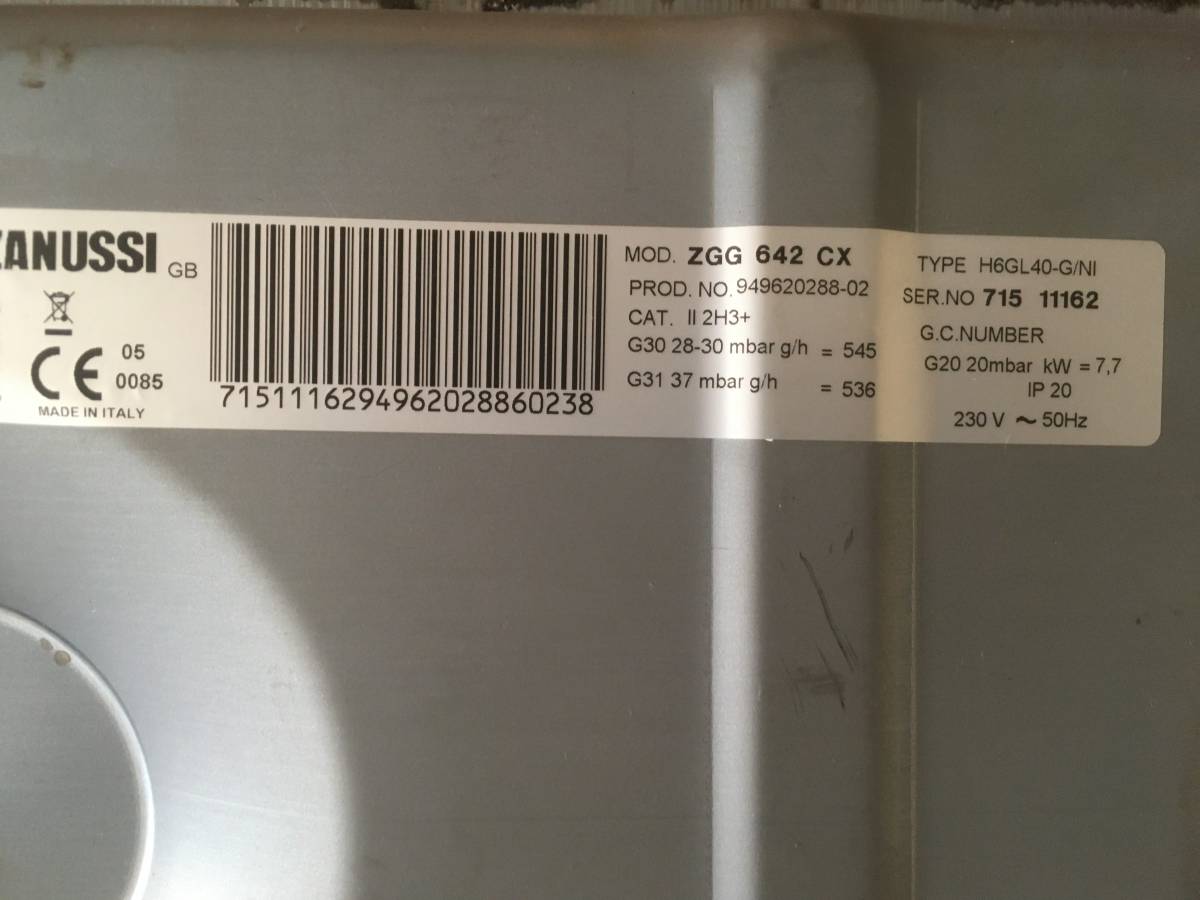 ZANUSSI GB
CE 05
0085
MADE IN ITALY
7151116294962028860238
MOD. ZGG 642 CX
PROD. NO. 949620288-02
CAT. II 2H3+
G30 28-30 mbar g/h = 545
G31 37 mbar g/h = 536
TYPE H6GL40-G/NI
SER.NO 715 11162
G.C.NUMBER
G20 20mbar kW = 7,7
IP 20
230 V ~ 50Hz